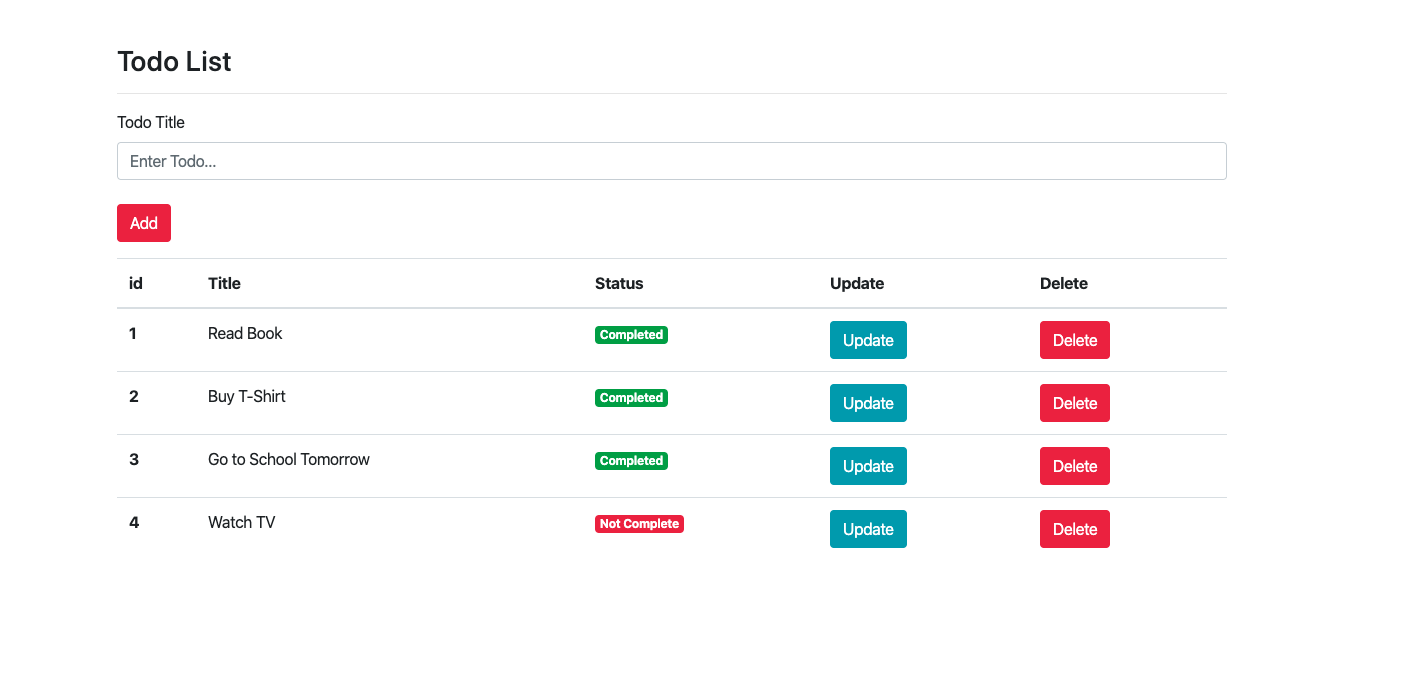 Todo List
Todo Title
Enter Todo...
Add
id Title Status Update Delete
1 Read Book Completed Update Delete
2 Buy T-Shirt Completed Update Delete
3 Go to School Tomorrow Completed Update Delete
4 Watch TV Not Complete Update Delete